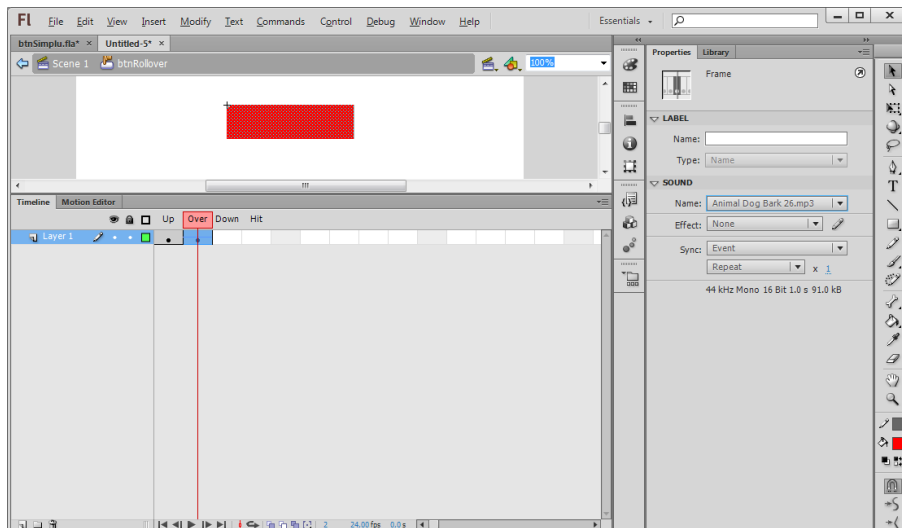 Fl File Edit View Insert Modify Text Commands Control Debug Window Help Essentials
btnSimplu.fla* × Untitled-5* ×
Scene 1 btnRollover 100%
Properties Library
Frame
LABEL
Name:
Type: Name
SOUND
Name: Animal Dog Bark 26.mp3
Effect: None
Sync: Event
Repeat x 1
44 kHz Mono 16 Bit 1.0 s 91.0 kB
Timeline Motion Editor
Up Over Down Hit
Layer 1
2 24.00 fps 0.0 s